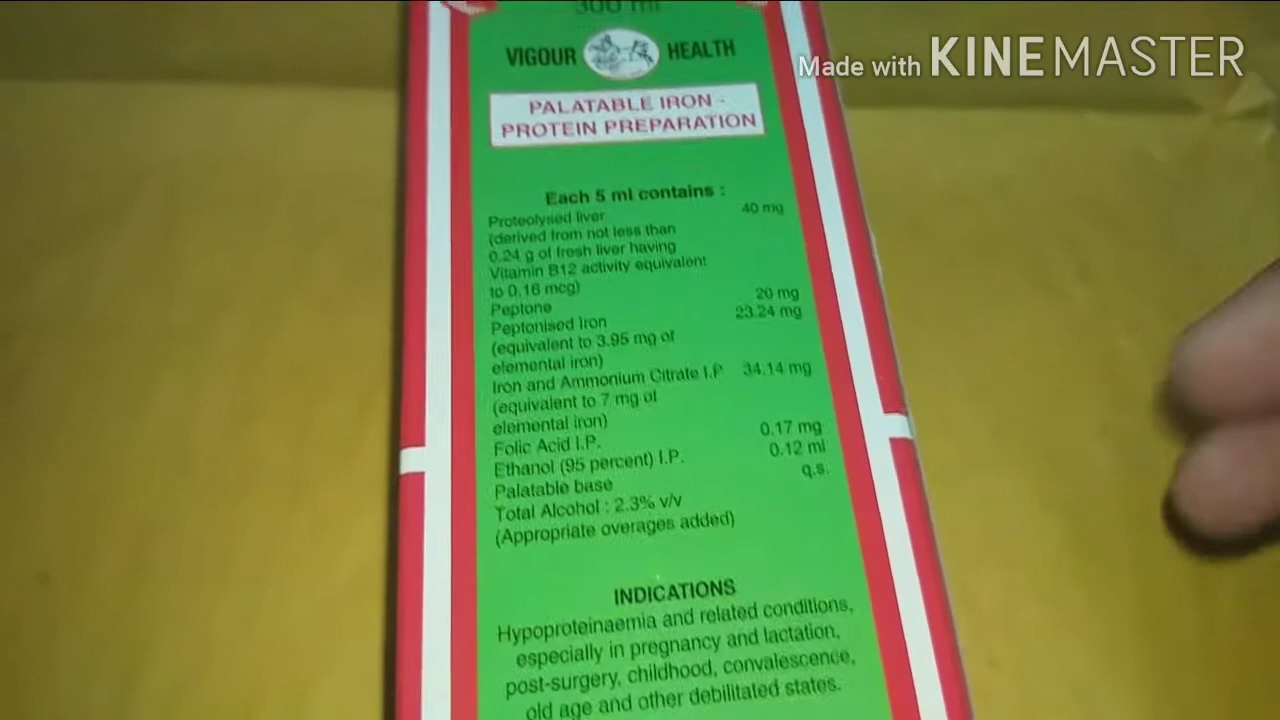 300 ml
VIGOUR HEALTH
PALATABLE IRON -
PROTEIN PREPARATION
Each 5 ml contains :
Proteolysed liver 40 mg
(derived from not less than
0.24 g of fresh liver having
Vitamin B12 activity equivalent
to 0.16 mcg)
Peptone 20 mg
Peptonised Iron 23.24 mg
(equivalent to 3.95 mg of
elemental iron)
Iron and Ammonium Citrate I.P 34.14 mg
(equivalent to 7 mg of
elemental iron)
Folic Acid I.P. 0.17 mg
Ethanol (95 percent) I.P. 0.12 ml
Palatable base q.s.
Total Alcohol : 2.3% v/v
(Appropriate overages added)
INDICATIONS
Hypoproteinaemia and related conditions,
especially in pregnancy and lactation,
post-surgery, childhood, convalescence,
old age and other debilitated states.
Made with KINEMASTER